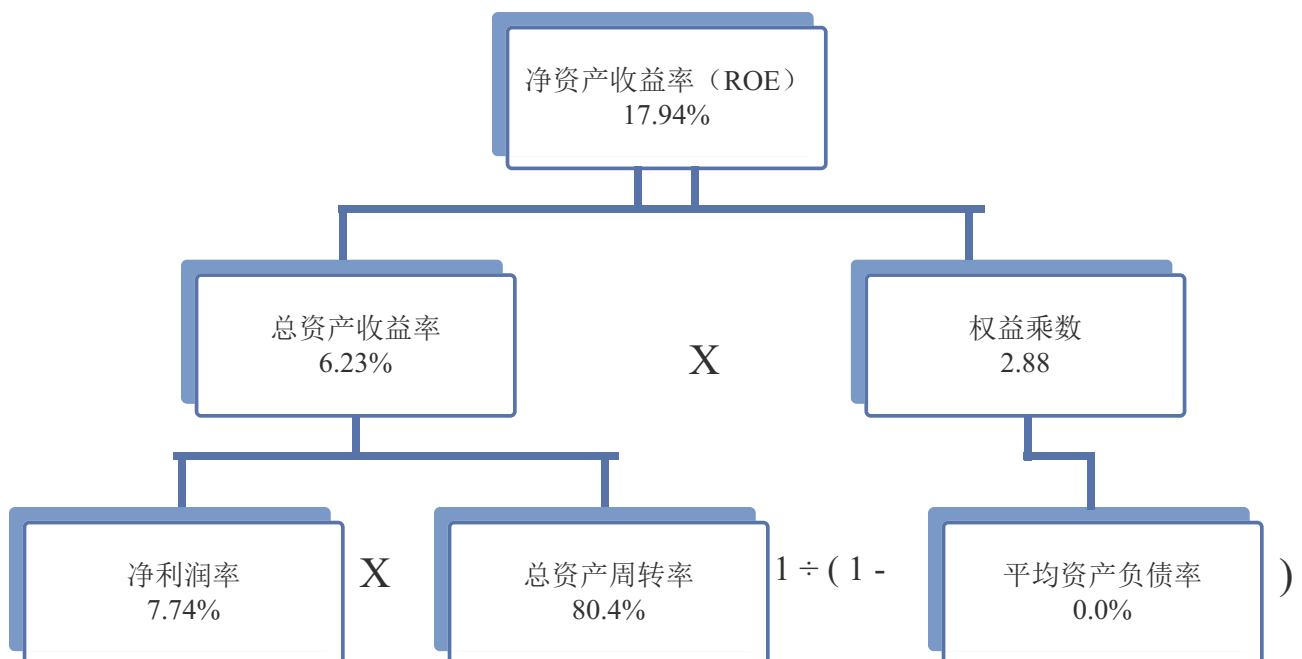 净资产收益率（ROE）
17.94%
总资产收益率
6.23%
X
权益乘数
2.88
净利润率
7.74%
X
总资产周转率
80.4%
1 ÷ ( 1 -
平均资产负债率
0.0%
)